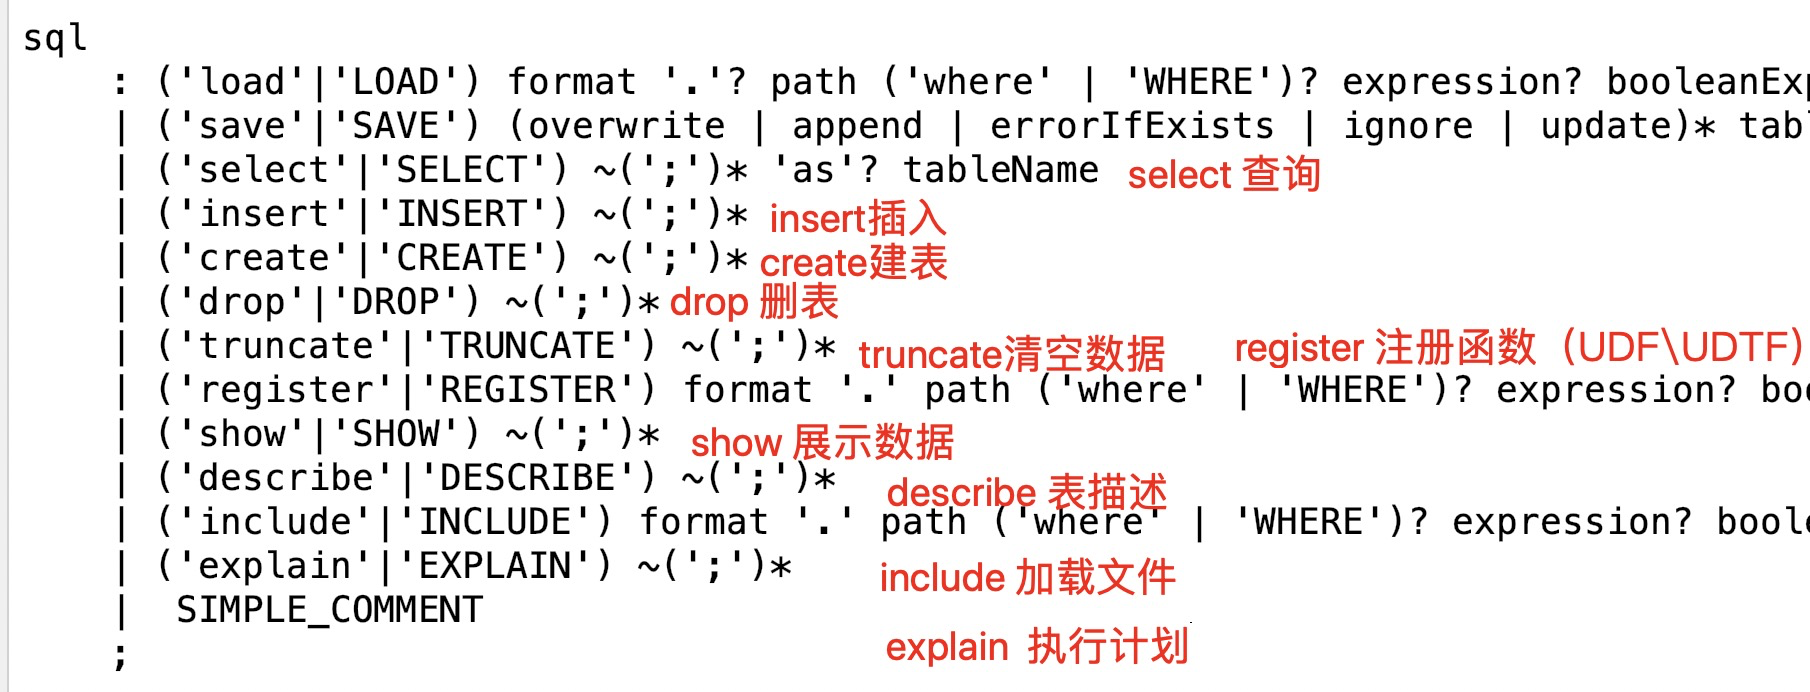 sql
: ('load'|'LOAD') format '.'? path ('where' | 'WHERE')? expression? booleanExp
| ('save'|'SAVE') (overwrite | append | errorIfExists | ignore | update)* tab
| ('select'|'SELECT') ~(';')* 'as'? tableName select 查询
| ('insert'|'INSERT') ~(';')* insert插入
| ('create'|'CREATE') ~(';')* create建表
| ('drop'|'DROP') ~(';')* drop 删表
| ('truncate'|'TRUNCATE') ~(';')* truncate清空数据 register 注册函数（UDF\UDTF）
| ('register'|'REGISTER') format '.' path ('where' | 'WHERE')? expression? boo
| ('show'|'SHOW') ~(';')* show 展示数据
| ('describe'|'DESCRIBE') ~(';')* describe 表描述
| ('include'|'INCLUDE') format '.' path ('where' | 'WHERE')? expression? boole
| ('explain'|'EXPLAIN') ~(';')* include 加载文件
| SIMPLE_COMMENT
; explain 执行计划